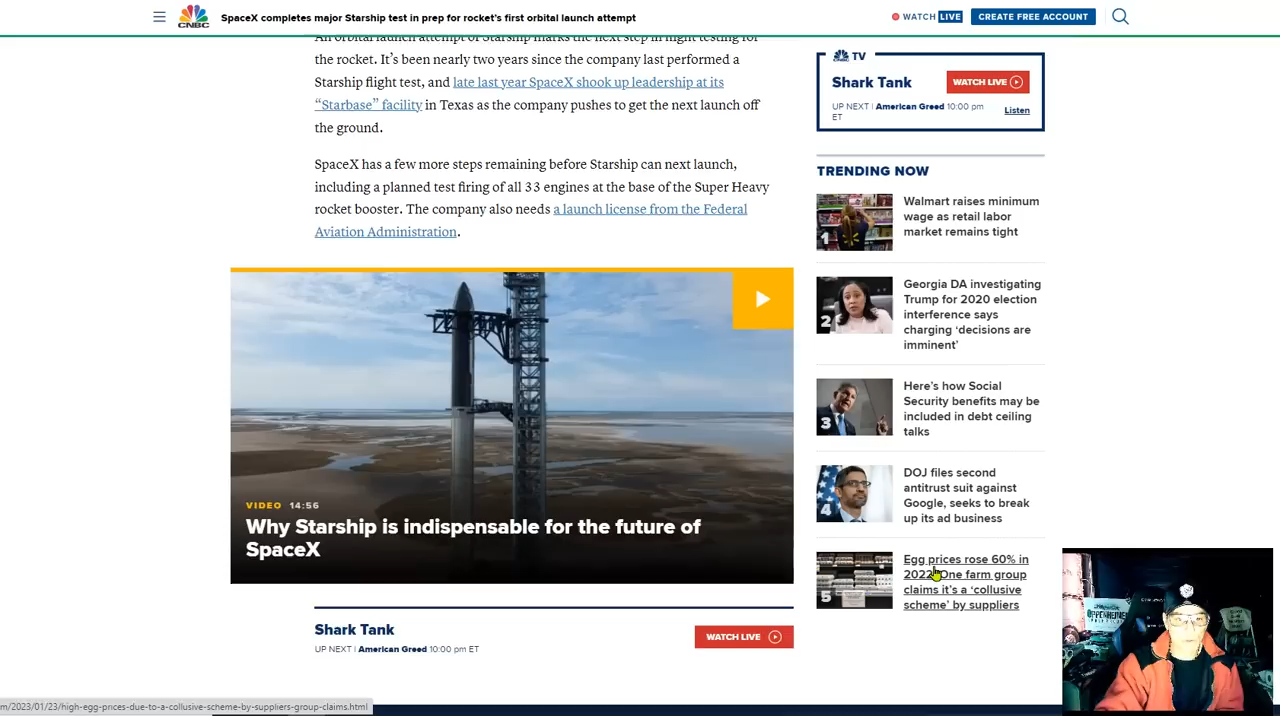 CNBC
SpaceX completes major Starship test in prep for rocket's first orbital launch attempt
WATCH LIVE
CREATE FREE ACCOUNT
An orbital launch attempt of Starship marks the next step in flight testing for
the rocket. It's been nearly two years since the company last performed a
Starship flight test, and late last year SpaceX shook up leadership at its
“Starbase” facility in Texas as the company pushes to get the next launch off
the ground.
SpaceX has a few more steps remaining before Starship can next launch,
including a planned test firing of all 33 engines at the base of the Super Heavy
rocket booster. The company also needs a launch license from the Federal
Aviation Administration.
VIDEO 14:56
Why Starship is indispensable for the future of
SpaceX
Shark Tank
UP NEXT | American Greed 10:00 pm ET
WATCH LIVE
TV
Shark Tank
WATCH LIVE
UP NEXT | American Greed 10:00 pm
ET
Listen
TRENDING NOW
1
Walmart raises minimum
wage as retail labor
market remains tight
2
Georgia DA investigating
Trump for 2020 election
interference says
charging ‘decisions are
imminent’
3
Here's how Social
Security benefits may be
included in debt ceiling
talks
4
DOJ files second
antitrust suit against
Google, seeks to break
up its ad business
5
Egg prices rose 60% in
2022. One farm group
claims it's a ‘collusive
scheme’ by suppliers
m/2023/01/23/high-egg-prices-due-to-a-collusive-scheme-by-suppliers-group-claims.html
OPPENHEIMER